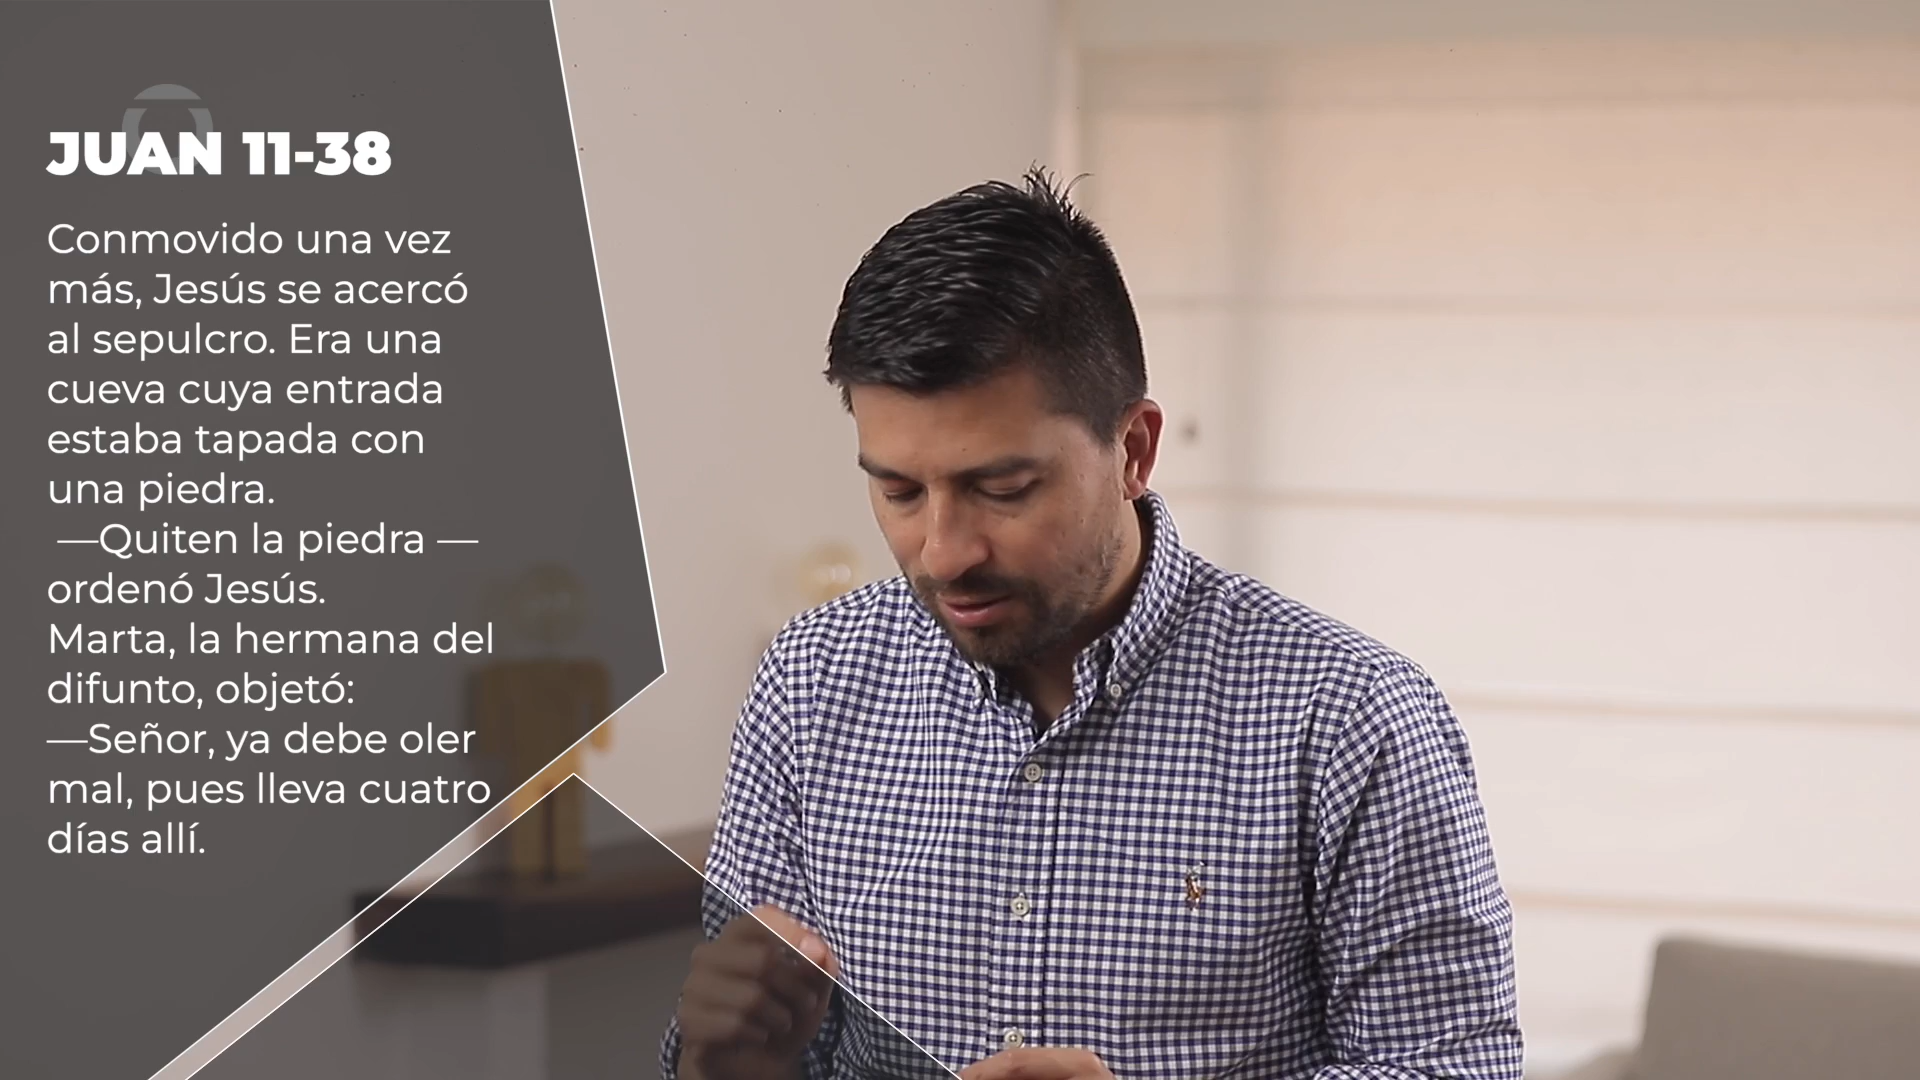 JUAN 11-38
Conmovido una vez
más, Jesús se acercó
al sepulcro. Era una
cueva cuya entrada
estaba tapada con
una piedra.
—Quiten la piedra —
ordenó Jesús.
Marta, la hermana del
difunto, objetó:
—Señor, ya debe oler
mal, pues lleva cuatro
días allí.